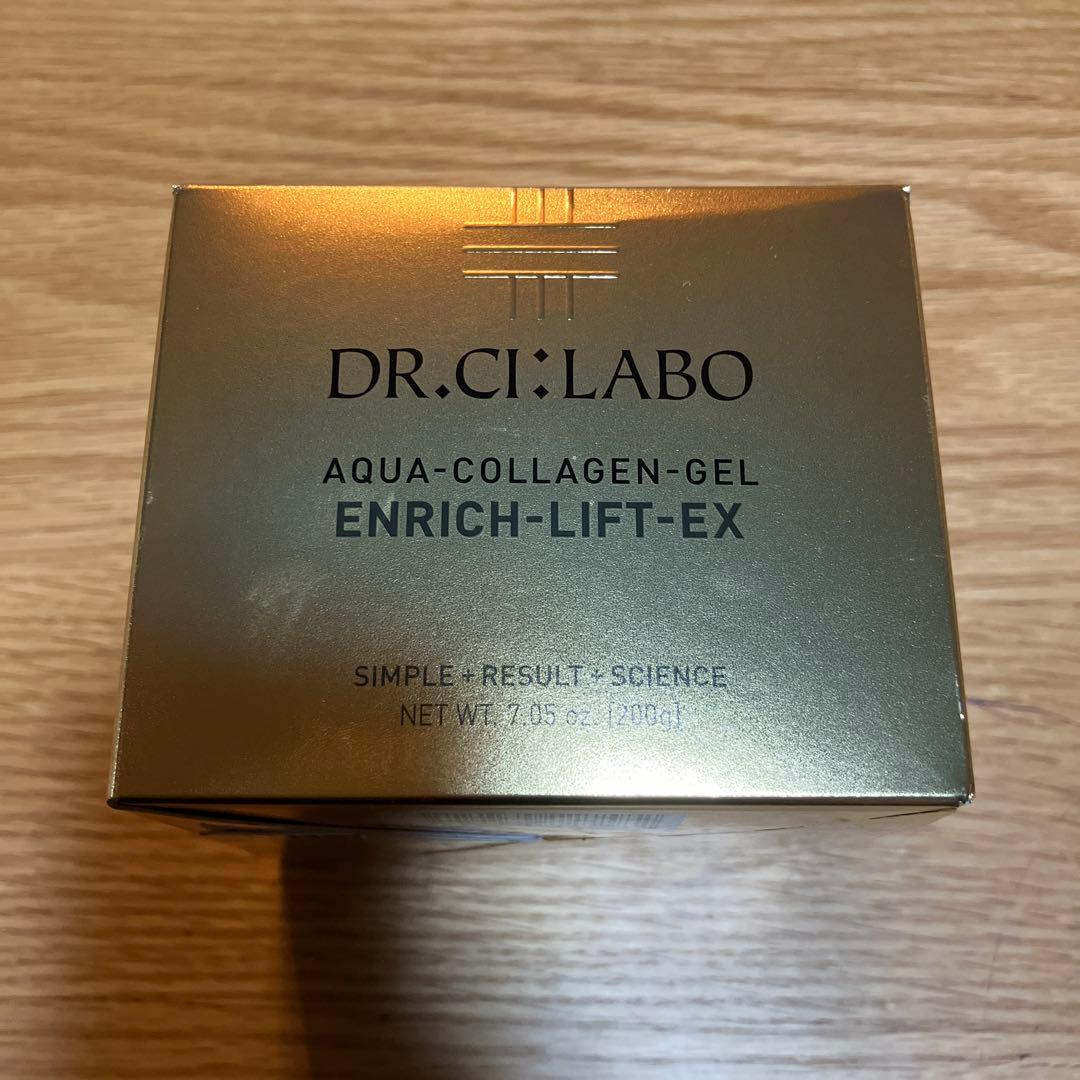 DR.CI:LABO
AQUA-COLLAGEN-GEL
ENRICH-LIFT-EX
SIMPLE + RESULT + SCIENCE
NET WT. 7.05 oz. [200g]